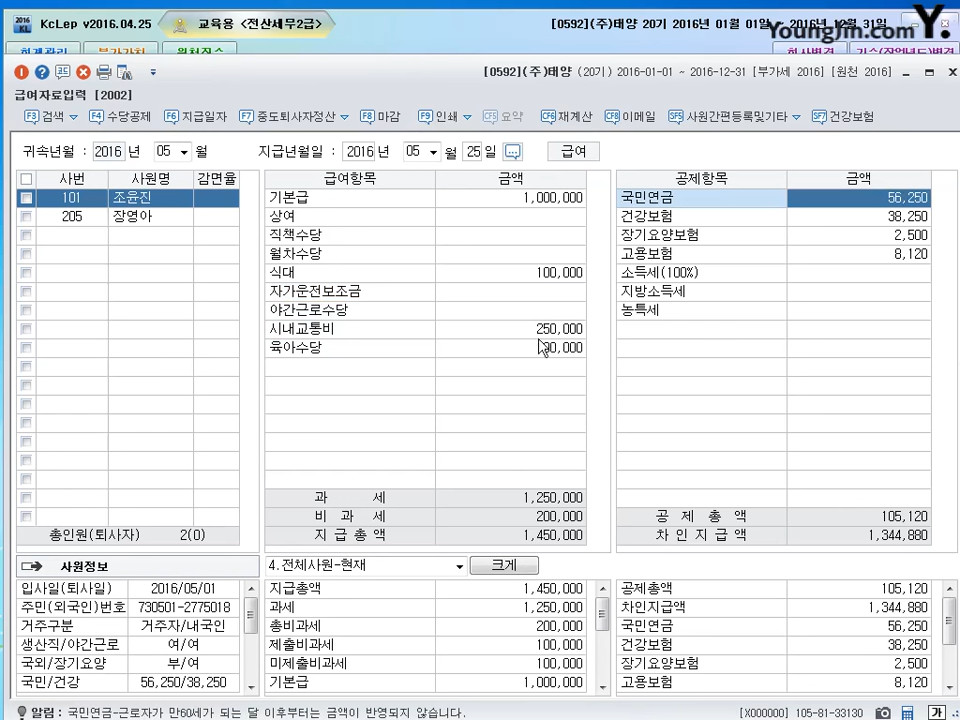 KcLep v2016.04.25 교육용 <전산세무2급> [0592](주)태양 20기 2016년 01월 01일 ~ 2016년 12월 31일
YoungJin.com Y.
회계관리 부가가치 원천징수 회사변경 기수(작업년도)변경
[0592](주)태양 (20기) 2016-01-01 ~ 2016-12-31 [부가세 2016] [원천 2016]
급여자료입력 [2002]
F3 검색 F4 수당공제 F6 지급일자 F7 중도퇴사자정산 F8 마감 F9 인쇄 CF5 요약 CF6 재계산 CF8 이메일 SF5 사원간편등록및기타 SF7 건강보험
귀속년월 : 2016 년 05 월 지급년월일 : 2016 년 05 월 25 일 ... 급여
사번 사원명 감면율 급여항목 금액 공제항목 금액
101 조윤진 기본급 1,000,000 국민연금 56,250
205 장영아 상여 건강보험 38,250
직책수당 장기요양보험 2,500
월차수당 고용보험 8,120
식대 100,000 소득세(100%)
자가운전보조금 지방소득세
야간근로수당 농특세
시내교통비 250,000
육아수당
과 세 1,250,000
비 과 세 200,000 공 제 총 액 105,120
총인원(퇴사자) 2(0) 지 급 총 액 1,450,000 차 인 지 급 액 1,344,880
사원정보 4.전체사원-현재 크게
입사일(퇴사일) 2016/05/01 지급총액 1,450,000 공제총액 105,120
주민(외국인)번호 730501-2775018 과세 1,250,000 차인지급액 1,344,880
거주구분 거주자/내국인 총비과세 200,000 국민연금 56,250
생산직/야간근로 여/여 제출비과세 100,000 건강보험 38,250
국외/장기요양 부/여 미제출비과세 100,000 장기요양보험 2,500
국민/건강 56,250/38,250 기본급 1,000,000 고용보험 8,120
알림 : 국민연금-근로자가 만60세가 되는 달 이후부터는 금액이 반영되지 않습니다. [X000000] 105-81-33130 가